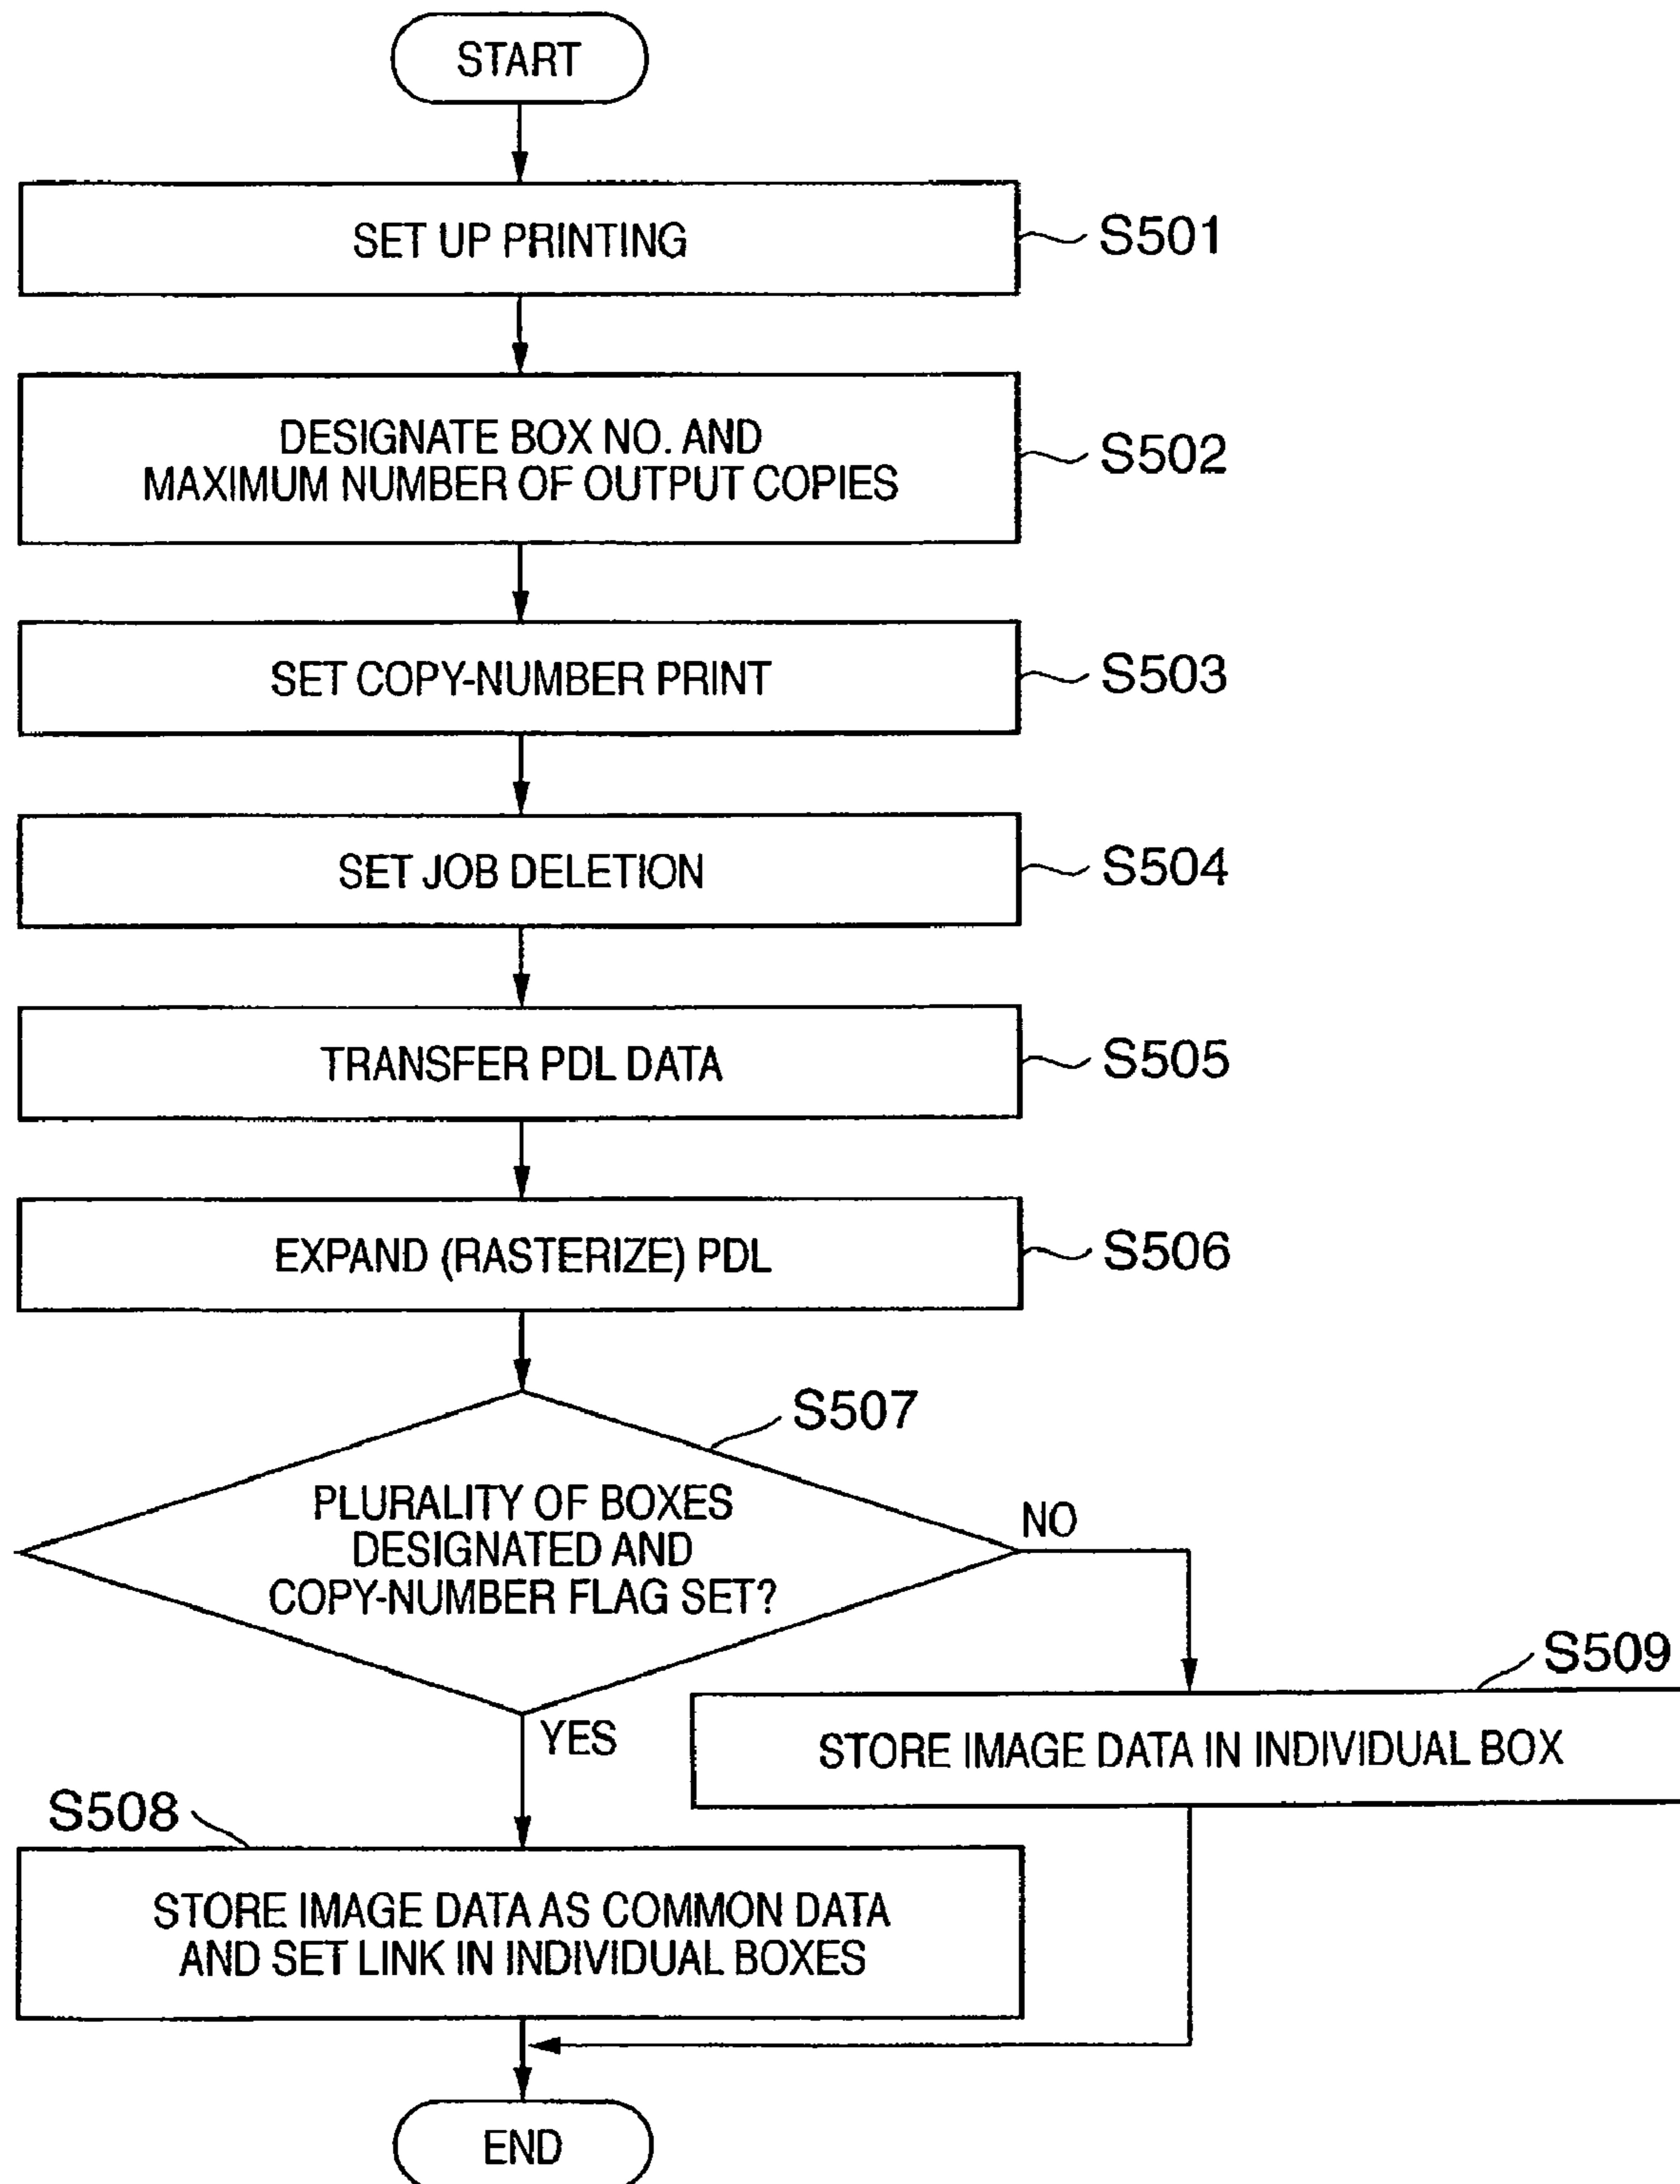 START
SET UP PRINTING
S501
DESIGNATE BOX NO. AND
MAXIMUM NUMBER OF OUTPUT COPIES
S502
SET COPY-NUMBER PRINT
S503
SET JOB DELETION
S504
TRANSFER PDL DATA
S505
EXPAND (RASTERIZE) PDL
S506
S507
PLURALITY OF BOXES
DESIGNATED AND
COPY-NUMBER FLAG SET?
NO
YES
S509
STORE IMAGE DATA IN INDIVIDUAL BOX
S508
STORE IMAGE DATA AS COMMON DATA
AND SET LINK IN INDIVIDUAL BOXES
END